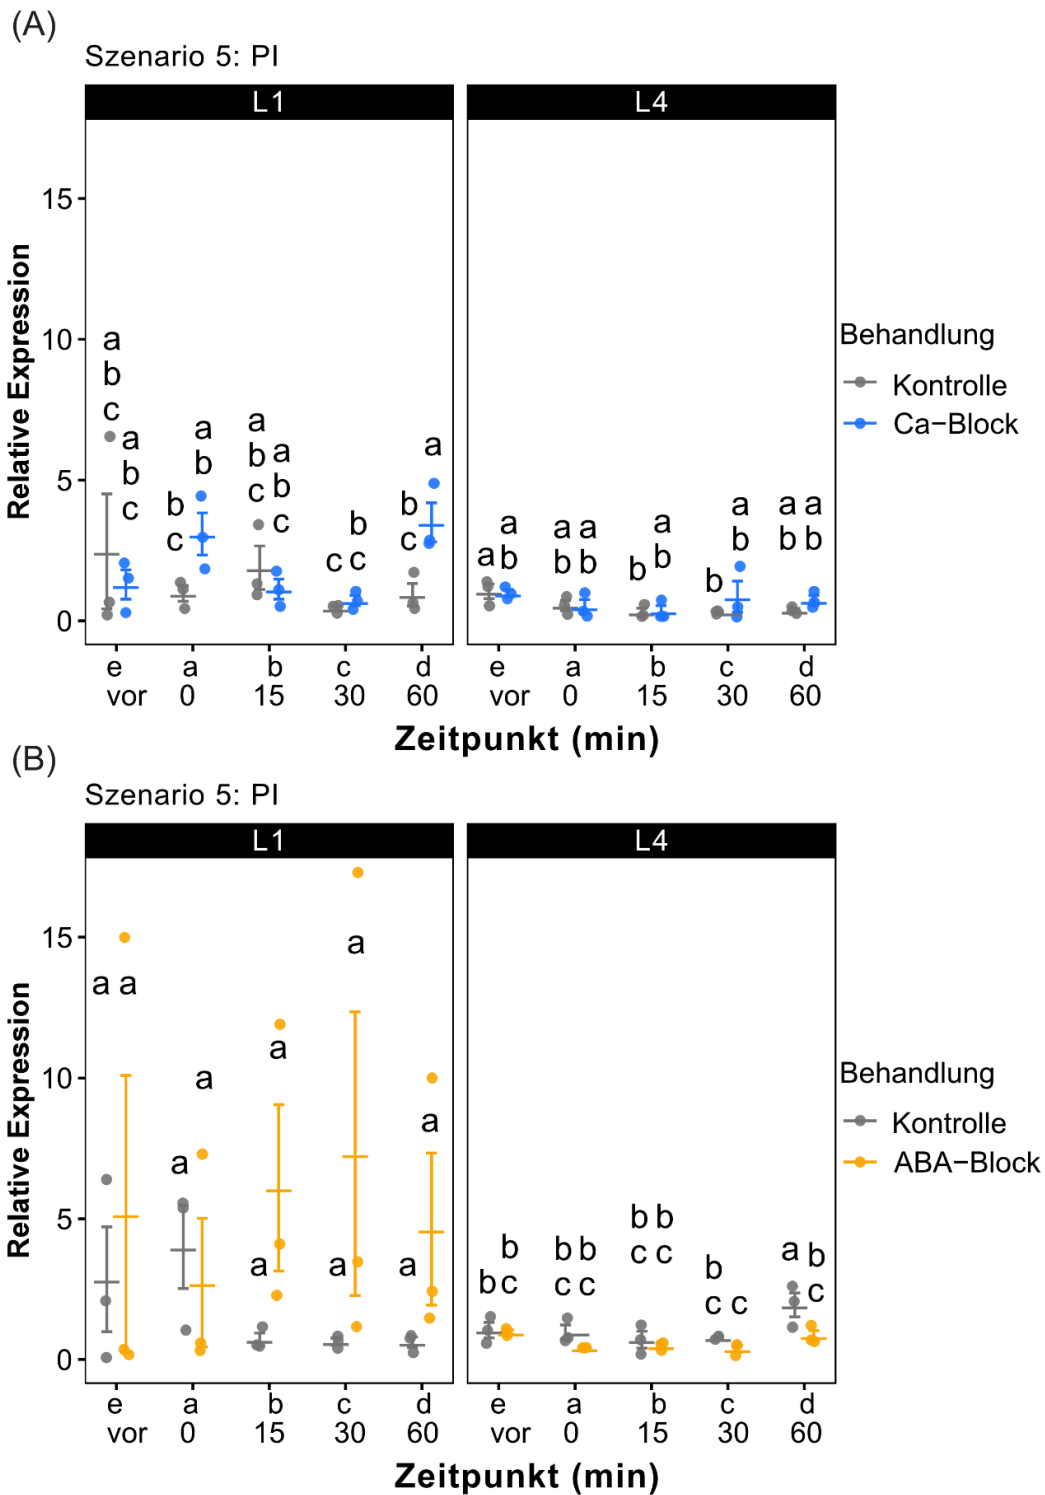 (A)
Szenario 5: PI
L1 L4
Relative Expression
15
10
5
0
a
b
c
a
b
c
a
b
b
c
a
b
c
a
b
c
c
b
c
a
b
c
a
a
b
a
b
a
b
b
a
b
b
a
b
a
b
a
b
e a b c d
vor 0 15 30 60
e a b c d
vor 0 15 30 60
Zeitpunkt (min)
Behandlung
Kontrolle
Ca−Block
(B)
Szenario 5: PI
L1 L4
Relative Expression
15
10
5
0
a a
a
a
a
a
a
a
a
a
b
b
c
b
c
b
c
b
c
b
c
b
c
c
a
b
c
e a b c d
vor 0 15 30 60
e a b c d
vor 0 15 30 60
Zeitpunkt (min)
Behandlung
Kontrolle
ABA−Block